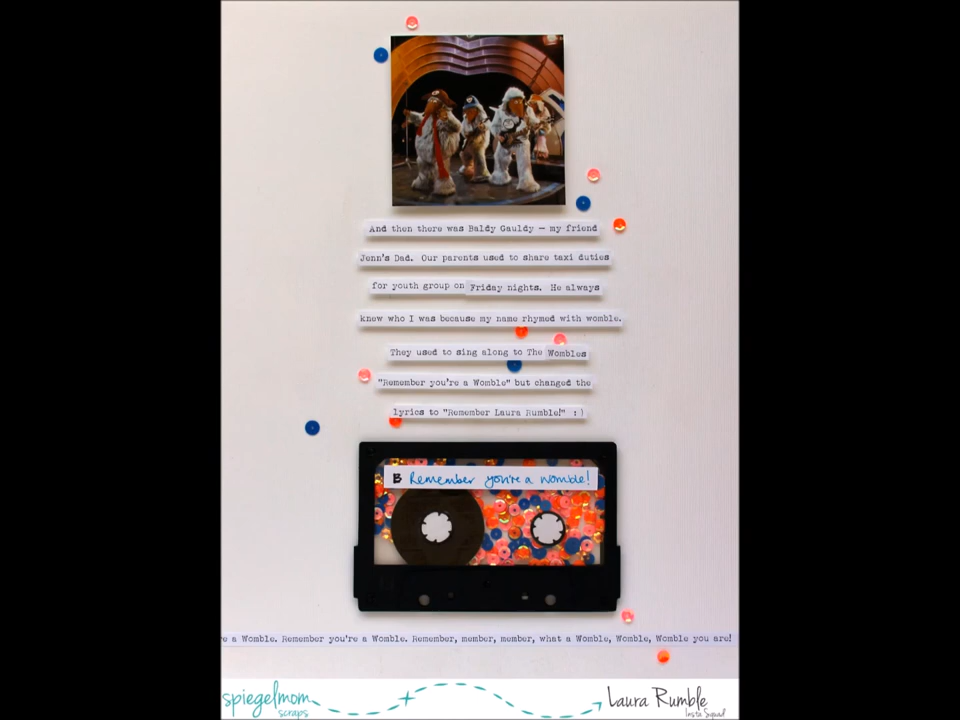 And then there was Baldy Gauldy — my friend
Jenn's Dad. Our parents used to share taxi duties
for youth group on Friday nights. He always
knew who I was because my name rhymed with womble.
They used to sing along to The Wombles
"Remember you're a Womble" but changed the
lyrics to "Remember Laura Rumble!" :)
B Remember you're a womble!
re a Womble. Remember you're a Womble. Remember, member, member, what a Womble, Womble, Womble you are!
spiegelmom
scraps
Laura Rumble
Insta Squad